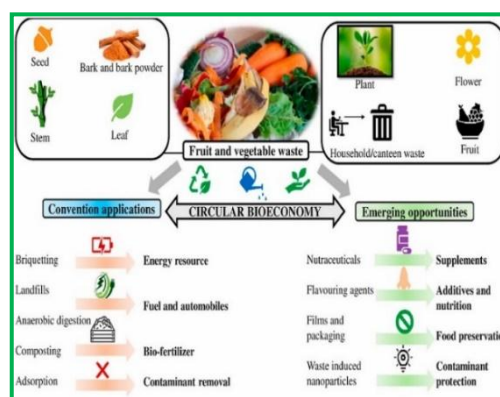 Seed
Bark and bark powder
Stem
Leaf
Plant
Flower
Household/canteen waste
Fruit
Fruit and vegetable waste
Convention applications
CIRCULAR BIOECONOMY
Emerging opportunities
Briquetting
Energy resource
Landfills
Fuel and automobiles
Anaerobic digestion
Composting
Bio-fertilizer
Adsorption
Contaminant removal
Nutraceuticals
Supplements
Flavouring agents
Additives and
nutrition
Films and
packaging
Food preservatio
Waste induced
nanoparticles
Contaminant
protection